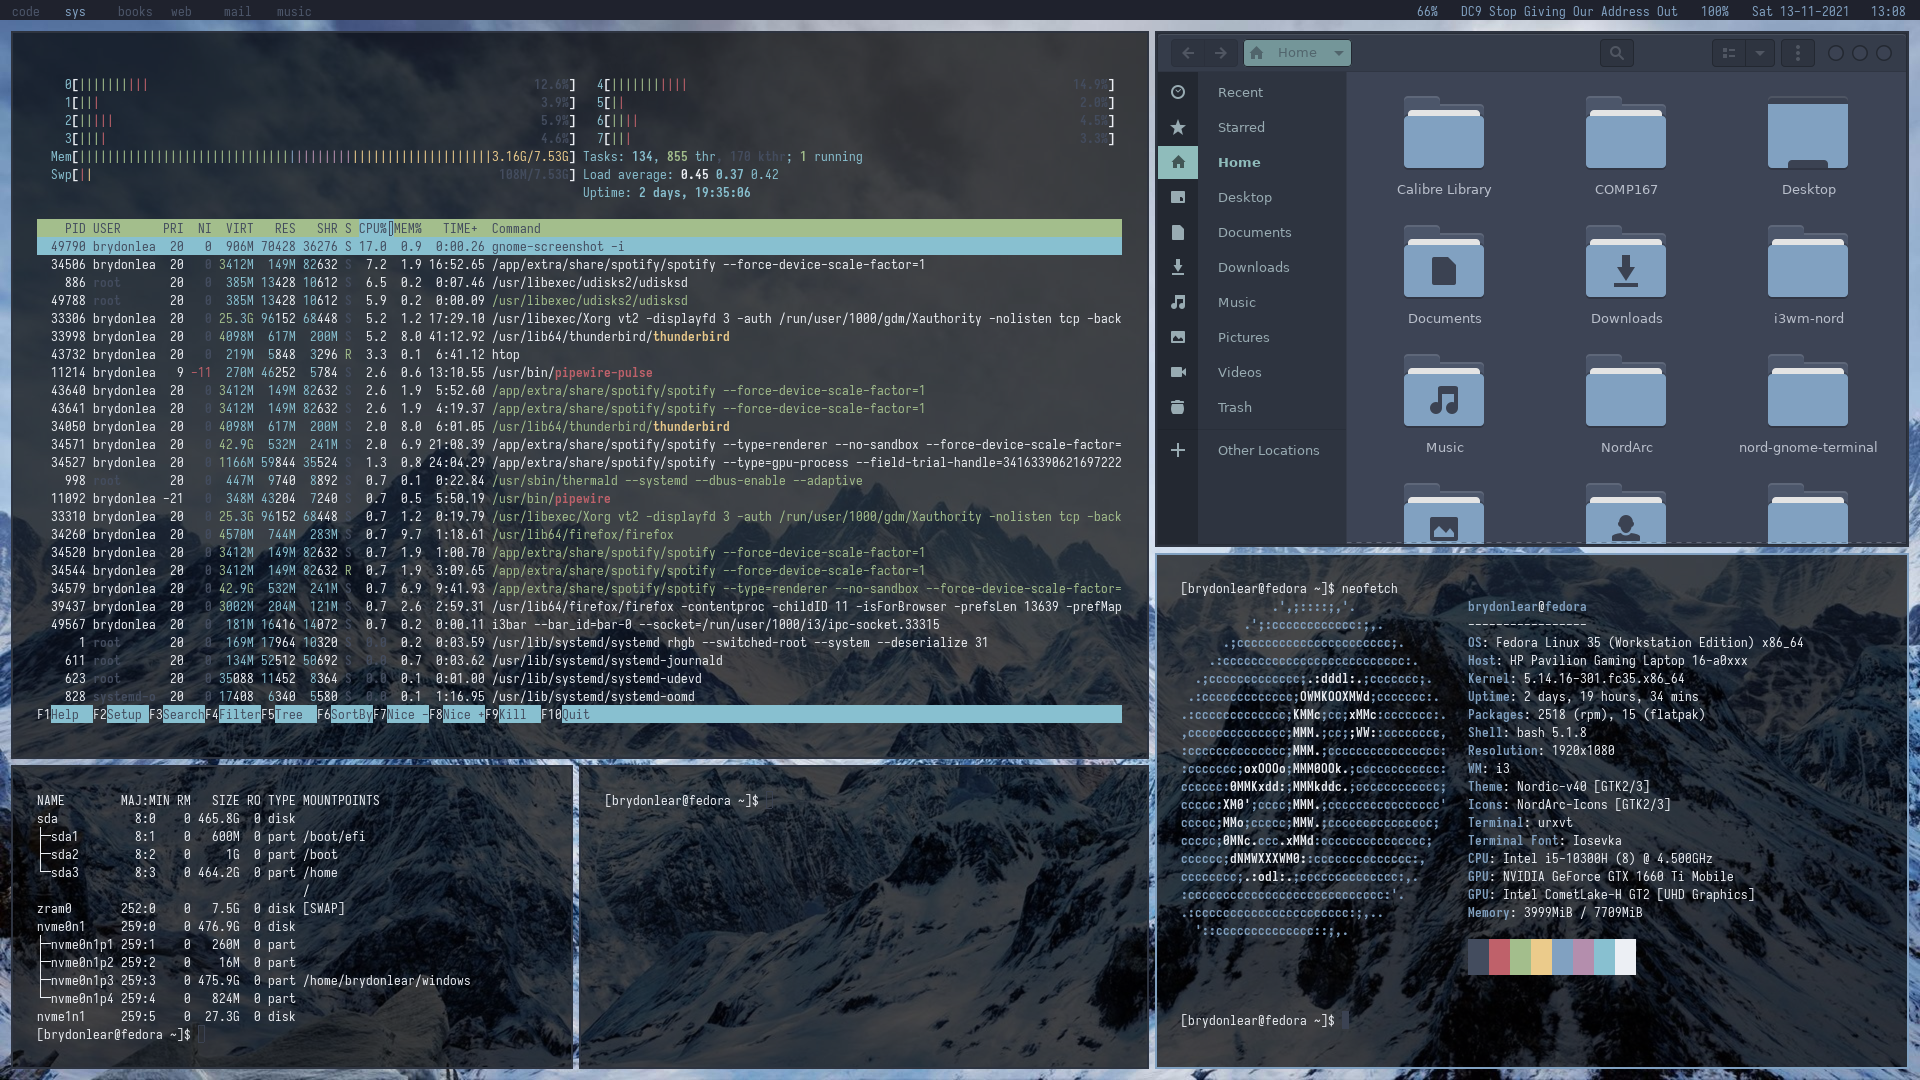 code sys books web mail music
66% DC9 Stop Giving Our Address Out 100% Sat 13-11-2021 13:08
0[|||||||||| 12.6%] 4[||||||||||| 14.9%]
1[||| 3.9%] 5[|| 2.0%]
2[||||| 5.9%] 6[|||| 4.5%]
3[|||| 4.6%] 7[||| 3.3%]
Mem[|||||||||||||||||||||||||||||||||||||||||||||||||||||||||||3.16G/7.53G] Tasks: 134, 855 thr, 170 kthr; 1 running
Swp[|| 108M/7.53G] Load average: 0.45 0.37 0.42
Uptime: 2 days, 19:35:06
PID USER PRI NI VIRT RES SHR S CPU% MEM% TIME+ Command
49790 brydonlea 20 0 906M 70428 36276 S 17.0 0.9 0:00.26 gnome-screenshot -i
34506 brydonlea 20 0 3412M 149M 82632 S 7.2 1.9 16:52.65 /app/extra/share/spotify/spotify --force-device-scale-factor=1
886 root 20 0 385M 13428 10612 S 6.5 0.2 0:07.46 /usr/libexec/udisks2/udisksd
49788 root 20 0 385M 13428 10612 S 5.9 0.2 0:00.09 /usr/libexec/udisks2/udisksd
33306 brydonlea 20 0 25.3G 96152 68448 S 5.2 1.2 17:29.10 /usr/libexec/Xorg vt2 -displayfd 3 -auth /run/user/1000/gdm/Xauthority -nolisten tcp -back
33998 brydonlea 20 0 4098M 617M 200M S 5.2 8.0 41:12.92 /usr/lib64/thunderbird/thunderbird
43732 brydonlea 20 0 219M 5848 3296 R 3.3 0.1 6:41.12 htop
11214 brydonlea 9 -11 270M 46252 5784 S 2.6 0.6 13:10.55 /usr/bin/pipewire-pulse
43640 brydonlea 20 0 3412M 149M 82632 S 2.6 1.9 5:52.60 /app/extra/share/spotify/spotify --force-device-scale-factor=1
43641 brydonlea 20 0 3412M 149M 82632 S 2.6 1.9 4:19.37 /app/extra/share/spotify/spotify --force-device-scale-factor=1
34050 brydonlea 20 0 4098M 617M 200M S 2.0 8.0 6:01.05 /usr/lib64/thunderbird/thunderbird
34571 brydonlea 20 0 42.9G 532M 241M S 2.0 6.9 21:08.39 /app/extra/share/spotify/spotify --type=renderer --no-sandbox --force-device-scale-factor=
34527 brydonlea 20 0 1166M 59844 35524 S 1.3 0.8 24:04.29 /app/extra/share/spotify/spotify --type=gpu-process --field-trial-handle=34163390621697222
998 root 20 0 447M 9740 8892 S 0.7 0.1 0:22.84 /usr/sbin/thermald --systemd --dbus-enable --adaptive
11092 brydonlea -21 0 348M 43204 7240 S 0.7 0.5 5:50.19 /usr/bin/pipewire
33310 brydonlea 20 0 25.3G 96152 68448 S 0.7 1.2 0:19.79 /usr/libexec/Xorg vt2 -displayfd 3 -auth /run/user/1000/gdm/Xauthority -nolisten tcp -back
34260 brydonlea 20 0 4570M 744M 283M S 0.7 9.7 1:18.61 /usr/lib64/firefox/firefox
34520 brydonlea 20 0 3412M 149M 82632 S 0.7 1.9 1:00.70 /app/extra/share/spotify/spotify --force-device-scale-factor=1
34544 brydonlea 20 0 3412M 149M 82632 R 0.7 1.9 3:09.65 /app/extra/share/spotify/spotify --force-device-scale-factor=1
34579 brydonlea 20 0 42.9G 532M 241M S 0.7 6.9 9:41.93 /app/extra/share/spotify/spotify --type=renderer --no-sandbox --force-device-scale-factor=
39437 brydonlea 20 0 3002M 204M 121M S 0.7 2.6 2:59.31 /usr/lib64/firefox/firefox -contentproc -childID 11 -isForBrowser -prefsLen 13639 -prefMap
49567 brydonlea 20 0 181M 16416 14072 S 0.7 0.2 0:00.11 i3bar --bar_id=bar-0 --socket=/run/user/1000/i3/ipc-socket.33315
1 root 20 0 169M 17964 10320 S 0.0 0.2 0:03.59 /usr/lib/systemd/systemd rhgb --switched-root --system --deserialize 31
611 root 20 0 134M 52512 50692 S 0.0 0.7 0:03.62 /usr/lib/systemd/systemd-journald
623 root 20 0 35088 11452 8364 S 0.0 0.1 0:01.00 /usr/lib/systemd/systemd-udevd
828 systemd-o 20 0 17408 6340 5580 S 0.0 0.1 1:16.95 /usr/lib/systemd/systemd-oomd
F1Help F2Setup F3SearchF4FilterF5Tree F6SortByF7Nice -F8Nice +F9Kill F10Quit
Home
Recent
Starred
Home
Desktop
Documents
Downloads
Music
Pictures
Videos
Trash
Other Locations
Calibre Library COMP167 Desktop
Documents Downloads i3wm-nord
Music NordArc nord-gnome-terminal
NAME MAJ:MIN RM SIZE RO TYPE MOUNTPOINTS
sda 8:0 0 465.8G 0 disk
├─sda1 8:1 0 600M 0 part /boot/efi
├─sda2 8:2 0 1G 0 part /boot
└─sda3 8:3 0 464.2G 0 part /home
/
zram0 252:0 0 7.5G 0 disk [SWAP]
nvme0n1 259:0 0 476.9G 0 disk
├─nvme0n1p1 259:1 0 260M 0 part
├─nvme0n1p2 259:2 0 16M 0 part
├─nvme0n1p3 259:3 0 475.9G 0 part /home/brydonlear/windows
└─nvme0n1p4 259:4 0 824M 0 part
nvme1n1 259:5 0 27.3G 0 disk
[brydonlear@fedora ~]$
[brydonlear@fedora ~]$
[brydonlear@fedora ~]$ neofetch
brydonlear@fedora
-----------------
OS: Fedora Linux 35 (Workstation Edition) x86_64
Host: HP Pavilion Gaming Laptop 16-a0xxx
Kernel: 5.14.16-301.fc35.x86_64
Uptime: 2 days, 19 hours, 34 mins
Packages: 2518 (rpm), 15 (flatpak)
Shell: bash 5.1.8
Resolution: 1920x1080
WM: i3
Theme: Nordic-v40 [GTK2/3]
Icons: NordArc-Icons [GTK2/3]
Terminal: urxvt
Terminal Font: Iosevka
CPU: Intel i5-10300H (8) @ 4.500GHz
GPU: NVIDIA GeForce GTX 1660 Ti Mobile
GPU: Intel CometLake-H GT2 [UHD Graphics]
Memory: 3999MiB / 7709MiB
[brydonlear@fedora ~]$